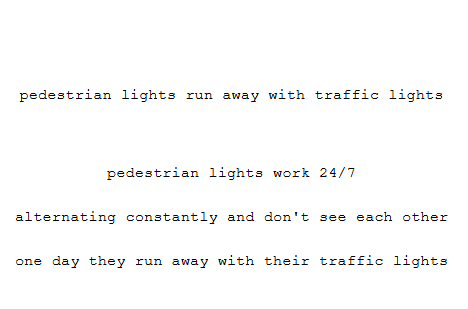 pedestrian lights run away with traffic lights
pedestrian lights work 24/7
alternating constantly and don't see each other
one day they run away with their traffic lights